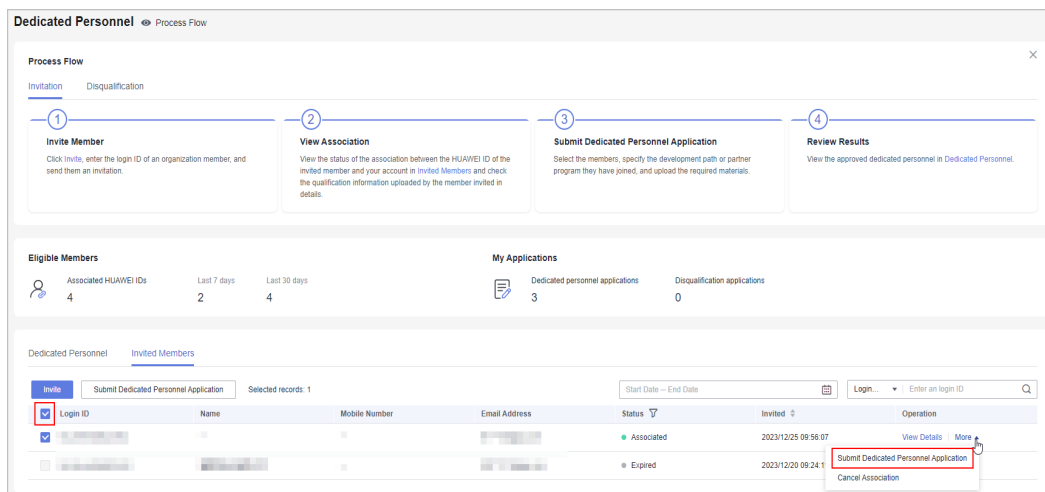 Dedicated Personnel Process Flow
Process Flow
Invitation Disqualification
1 2 3 4
Invite Member
Click Invite, enter the login ID of an organization member, and
send them an invitation.
View Association
View the status of the association between the HUAWEI ID of the
invited member and your account in Invited Members and check
the qualification information uploaded by the member invited in
details.
Submit Dedicated Personnel Application
Select the members, specify the development path or partner
program they have joined, and upload the required materials.
Review Results
View the approved dedicated personnel in Dedicated Personnel.
Eligible Members
Associated HUAWEI IDs Last 7 days Last 30 days
4 2 4
My Applications
Dedicated personnel applications Disqualification applications
3 0
Dedicated Personnel Invited Members
Invite Submit Dedicated Personnel Application Selected records: 1 Start Date – End Date Login... Enter an login ID
Login ID Name Mobile Number Email Address Status Invited Operation
Associated 2023/12/25 09:56:07 View Details More
Expired 2023/12/20 09:24:1
Submit Dedicated Personnel Application
Cancel Association